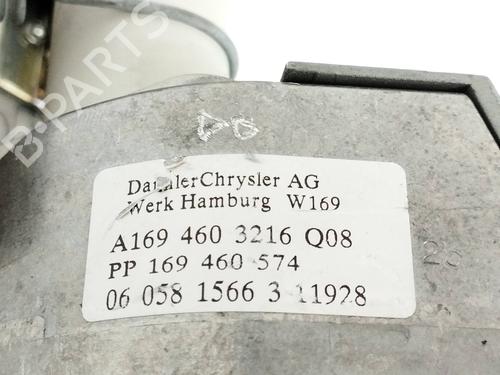 B-PARTS
DaimlerChrysler AG
Werk Hamburg W169
A169 460 3216 Q08
PP 169 460 574
06 058 1566 3 11928